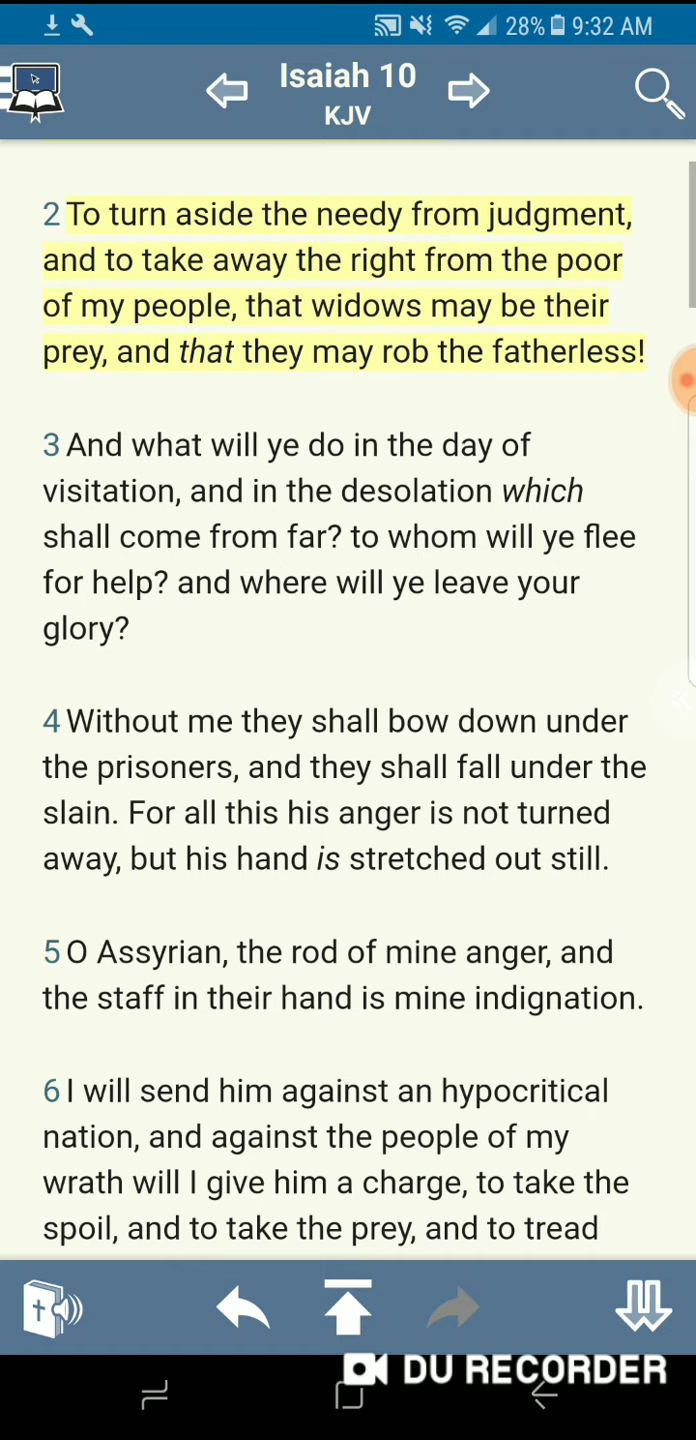 28% 9:32 AM
Isaiah 10
KJV
2 To turn aside the needy from judgment,
and to take away the right from the poor
of my people, that widows may be their
prey, and that they may rob the fatherless!
3 And what will ye do in the day of
visitation, and in the desolation which
shall come from far? to whom will ye flee
for help? and where will ye leave your
glory?
4 Without me they shall bow down under
the prisoners, and they shall fall under the
slain. For all this his anger is not turned
away, but his hand is stretched out still.
5 O Assyrian, the rod of mine anger, and
the staff in their hand is mine indignation.
6 I will send him against an hypocritical
nation, and against the people of my
wrath will I give him a charge, to take the
spoil, and to take the prey, and to tread
DU RECORDER